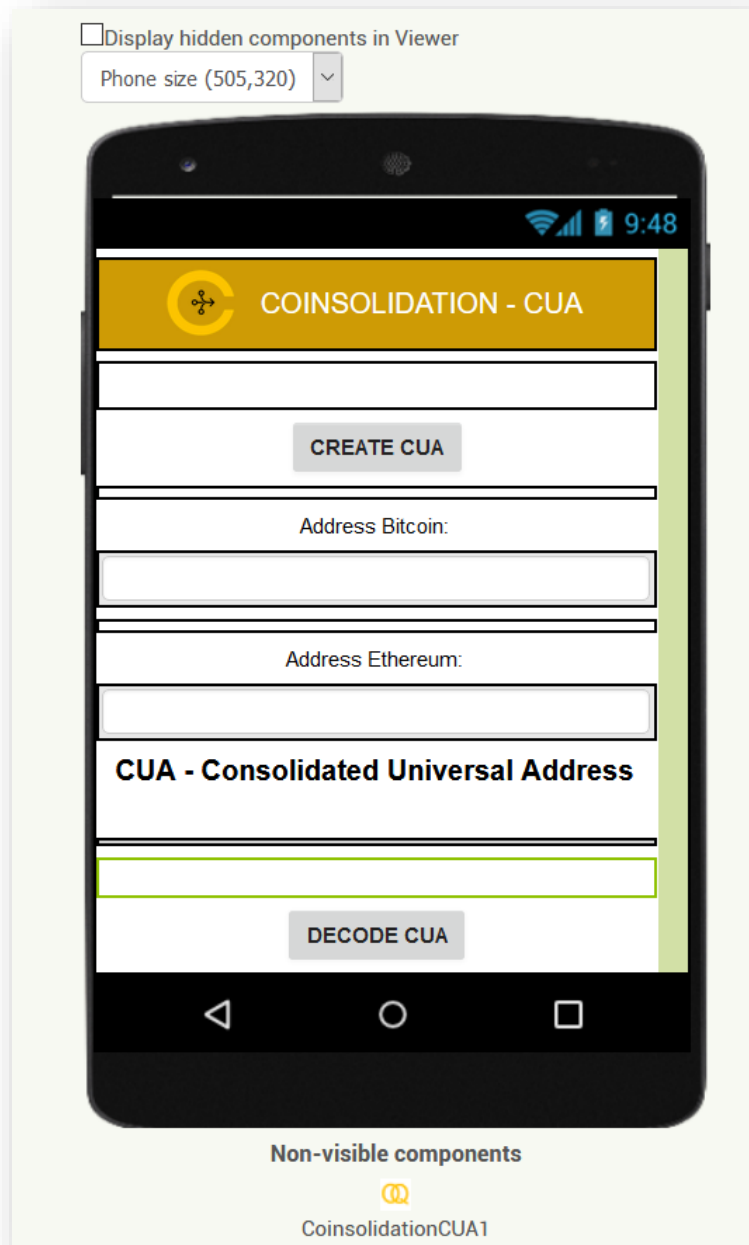 Display hidden components in Viewer
Phone size (505,320)
9:48
COINSOLIDATION - CUA
CREATE CUA
Address Bitcoin:
Address Ethereum:
CUA - Consolidated Universal Address
DECODE CUA
Non-visible components
CoinsolidationCUA1